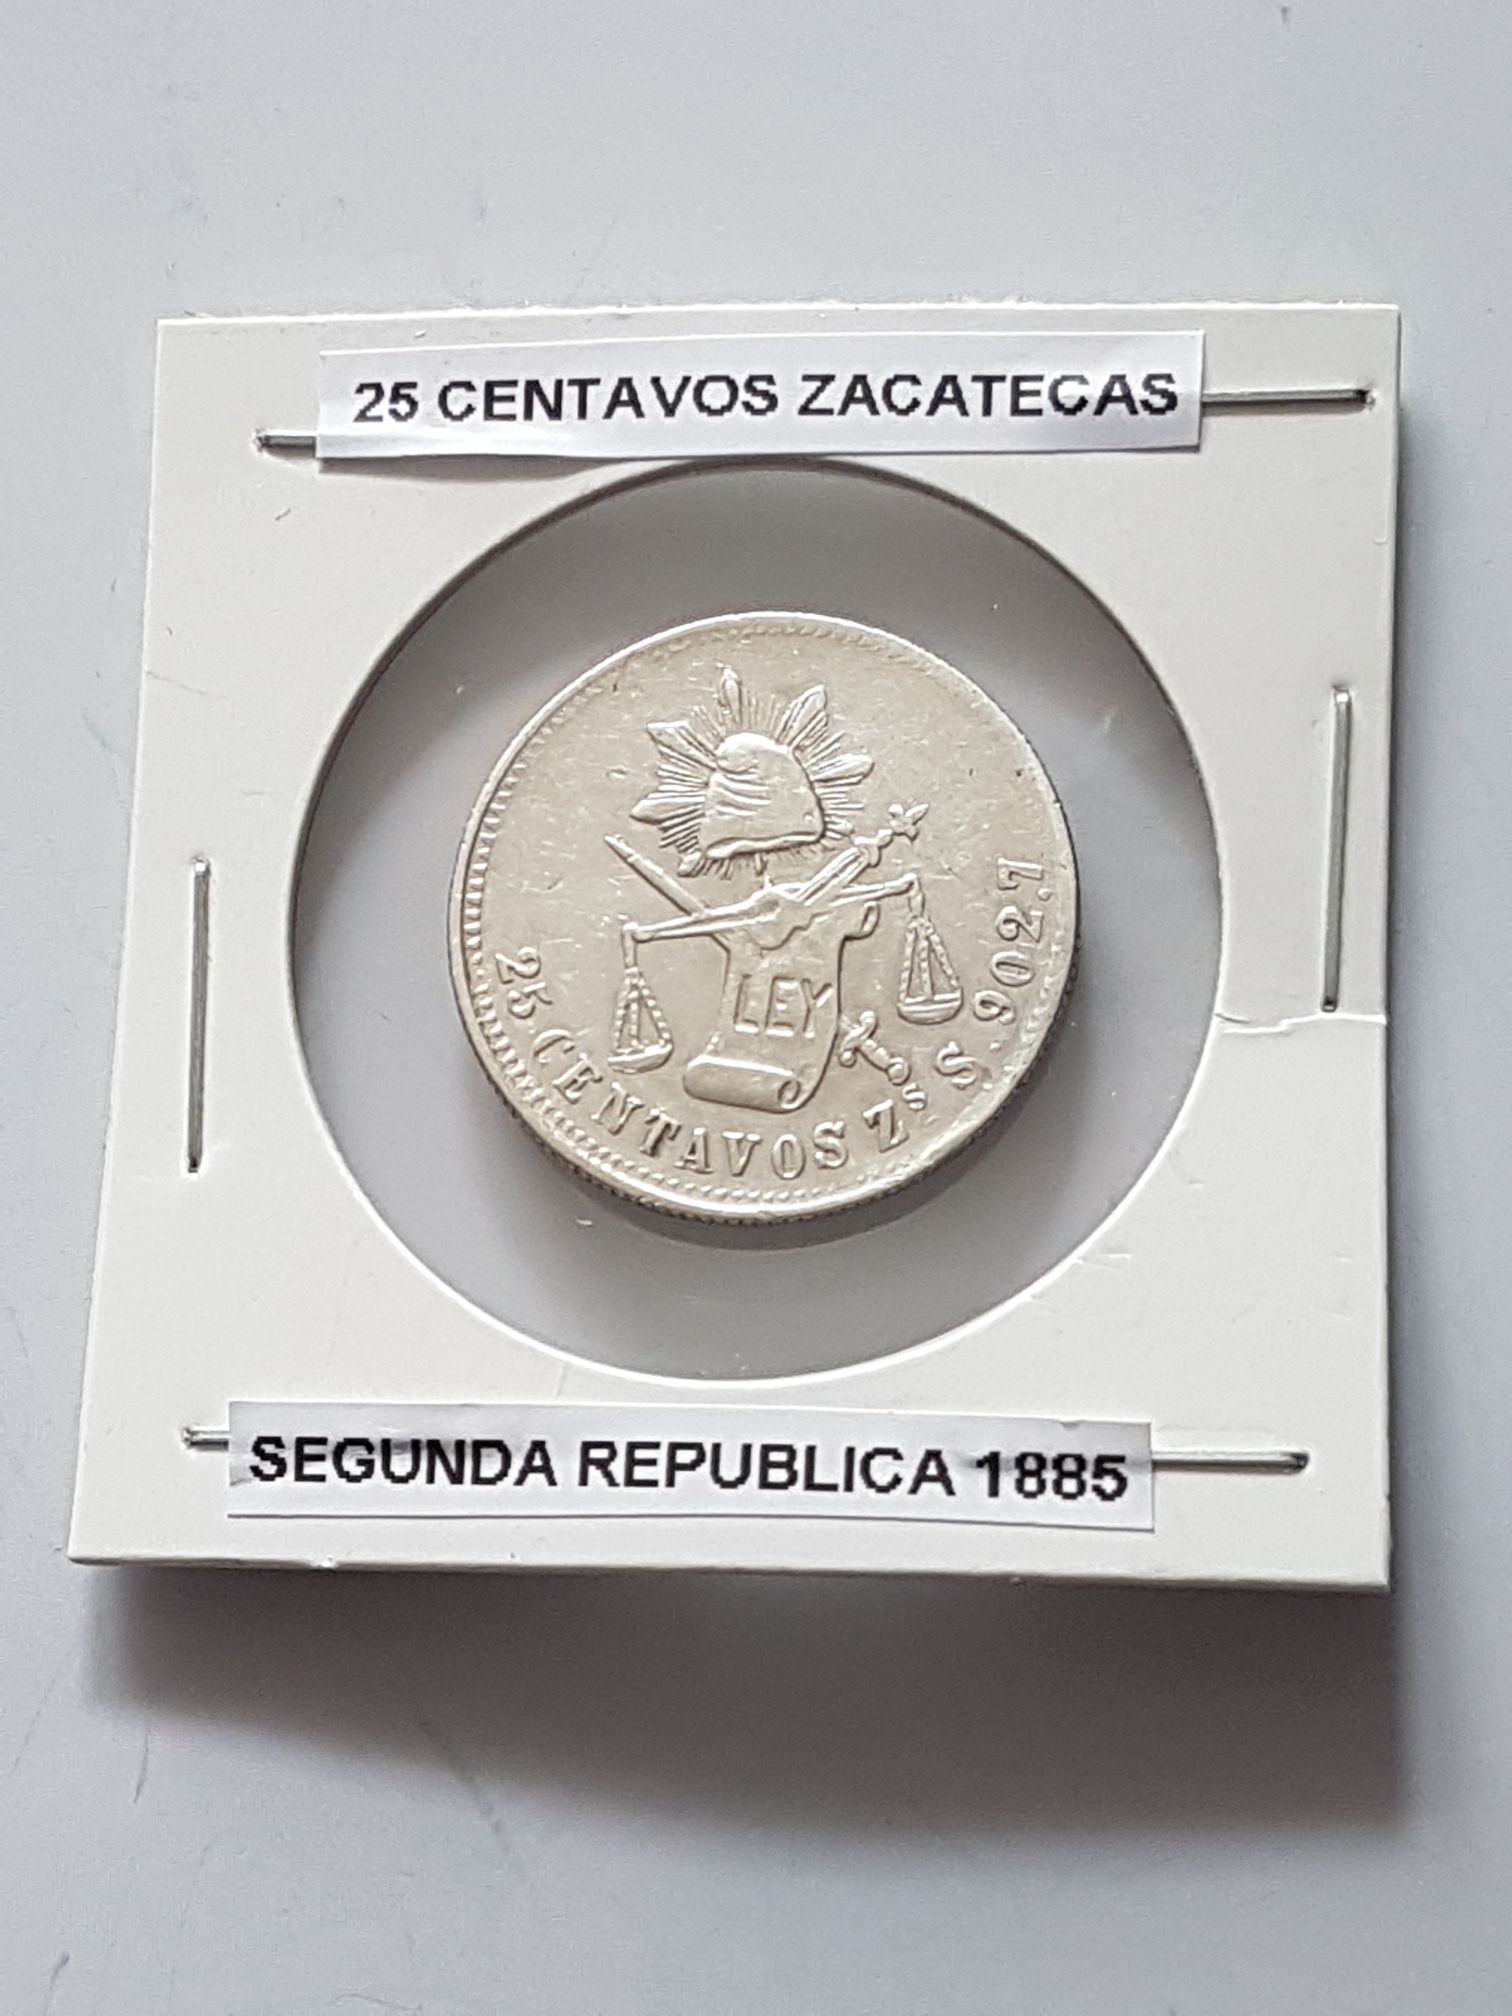 25 CENTAVOS ZACATECAS
LEY
25 CENTAVOS Zs S. 902,7
SEGUNDA REPUBLICA 1885